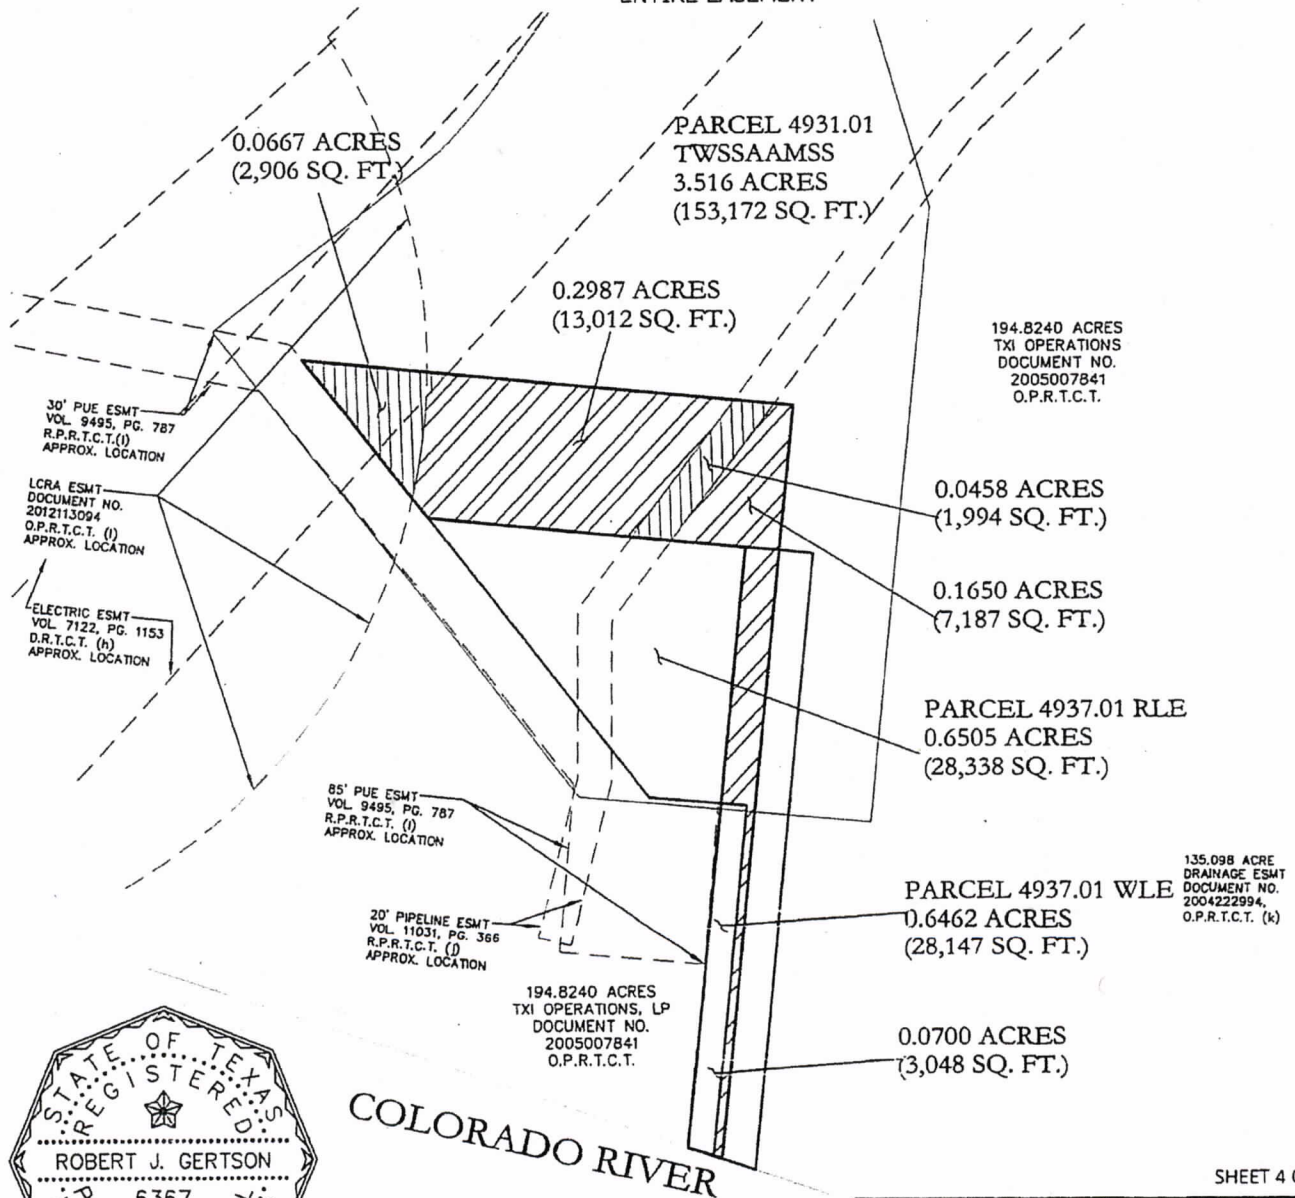 ENTIRE EASEMENT
0.0667 ACRES
(2,906 SQ. FT.)
PARCEL 4931.01
TWSSAAMSS
3.516 ACRES
(153,172 SQ. FT.)
0.2987 ACRES
(13,012 SQ. FT.)
194.8240 ACRES
TXI OPERATIONS
DOCUMENT NO.
2005007841
O.P.R.T.C.T.
30' PUE ESMT
VOL. 9495, PG. 787
R.P.R.T.C.T.(i)
APPROX. LOCATION
LCRA ESMT
DOCUMENT NO.
2012113094
O.P.R.T.C.T. (l)
APPROX. LOCATION
ELECTRIC ESMT
VOL. 7122, PG. 1153
D.R.T.C.T. (h)
APPROX. LOCATION
0.0458 ACRES
(1,994 SQ. FT.)
0.1650 ACRES
(7,187 SQ. FT.)
PARCEL 4937.01 RLE
0.6505 ACRES
(28,338 SQ. FT.)
85' PUE ESMT
VOL. 9495, PG. 787
R.P.R.T.C.T. (i)
APPROX. LOCATION
20' PIPELINE ESMT
VOL. 11031, PG. 366
R.P.R.T.C.T. (j)
APPROX. LOCATION
PARCEL 4937.01 WLE
0.6462 ACRES
(28,147 SQ. FT.)
135.098 ACRE
DRAINAGE ESMT
DOCUMENT NO.
2004222994,
O.P.R.T.C.T. (k)
194.8240 ACRES
TXI OPERATIONS, LP
DOCUMENT NO.
2005007841
O.P.R.T.C.T.
0.0700 ACRES
(3,048 SQ. FT.)
COLORADO RIVER
STATE OF TEXAS
REGISTERED
ROBERT J. GERTSON
6367
SHEET 4